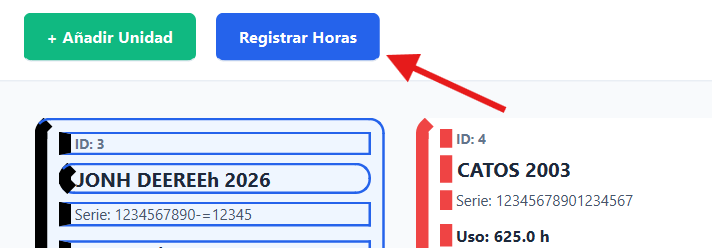 + Añadir Unidad
Registrar Horas
ID: 3
JONH DEEREEh 2026
Serie: 1234567890-=12345
ID: 4
CATOS 2003
Serie: 12345678901234567
Uso: 625.0 h